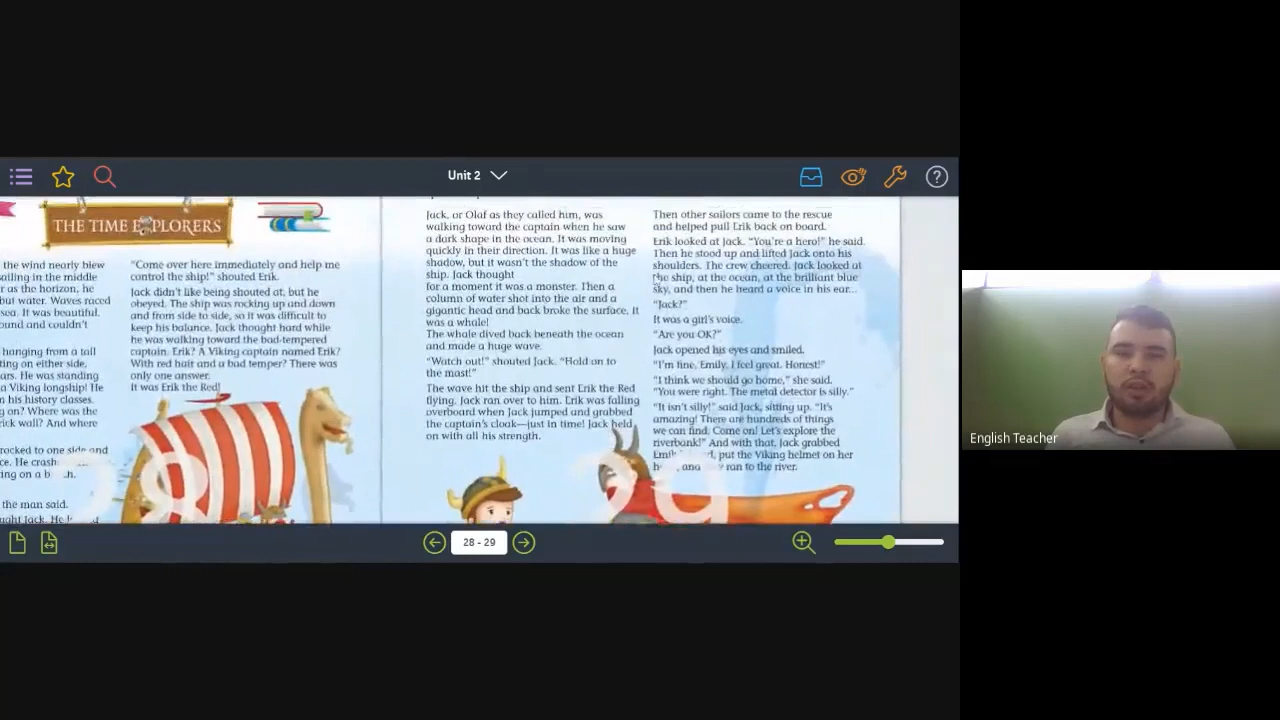 Unit 2
THE TIME EXPLORERS
the wind nearly blew
sailing in the middle
r as the horizon, he
but water. Waves raced
sea. It was beautiful.
ound and couldn't
hanging from a tall
ting on either side,
ars. He was standing
a Viking longship! He
n his history classes.
g on? Where was the
rick wall? And where
rocked to one side and
ce. He crash
ing on a b ch.
the man said.
ught Jack. He
"Come over here immediately and help me
control the ship!" shouted Erik.
Jack didn't like being shouted at, but he
obeyed. The ship was rocking up and down
and from side to side, so it was difficult to
keep his balance. Jack thought hard while
he was walking toward the bad-tempered
captain. Erik? A Viking captain named Erik?
With red hair and a bad temper? There was
only one answer.
It was Erik the Red!
28
Jack, or Olaf as they called him, was
walking toward the captain when he saw
a dark shape in the ocean. It was moving
quickly in their direction. It was like a huge
shadow, but it wasn't the shadow of the
ship. Jack thought
for a moment it was a monster. Then a
column of water shot into the air and a
gigantic head and back broke the surface. It
was a whale!
The whale dived back beneath the ocean
and made a huge wave.
"Watch out!" shouted Jack. "Hold on to
the mast!"
The wave hit the ship and sent Erik the Red
flying. Jack ran over to him. Erik was falling
overboard when Jack jumped and grabbed
the captain's cloak—just in time! Jack held
on with all his strength.
Then other sailors came to the rescue
and helped pull Erik back on board.
Erik looked at Jack. "You're a hero!" he said.
Then he stood up and lifted Jack onto his
shoulders. The crew cheered. Jack looked at
the ship, at the ocean, at the brilliant blue
sky, and then he heard a voice in his ear...
"Jack?"
It was a girl's voice.
"Are you OK?"
Jack opened his eyes and smiled.
"I'm fine, Emily. I feel great. Honest!"
"I think we should go home," she said.
"You were right. The metal detector is silly."
"It isn't silly!" said Jack, sitting up. "It's
amazing! There are hundreds of things
we can find. Come on! Let's explore the
riverbank!" And with that, Jack grabbed
put the Viking helmet on her
ran to the river.
29
28 - 29
English Teacher